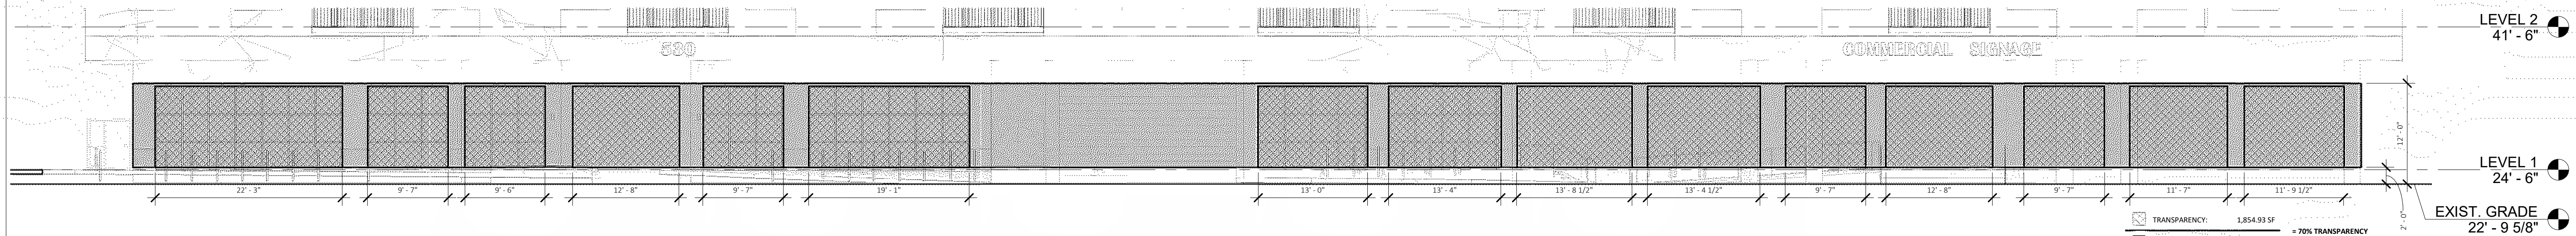 LEVEL 2
41' - 6"
530
COMMERCIAL SIGNAGE
12' - 0"
LEVEL 1
24' - 6"
22' - 3"
9' - 7"
9' - 6"
12' - 8"
9' - 7"
19' - 1"
13' - 0"
13' - 4"
13' - 8 1/2"
13' - 4 1/2"
9' - 7"
12' - 8"
9' - 7"
11' - 7"
11' - 9 1/2"
2' - 0"
EXIST. GRADE
22' - 9 5/8"
TRANSPARENCY: 1,854.93 SF
= 70% TRANSPARENCY